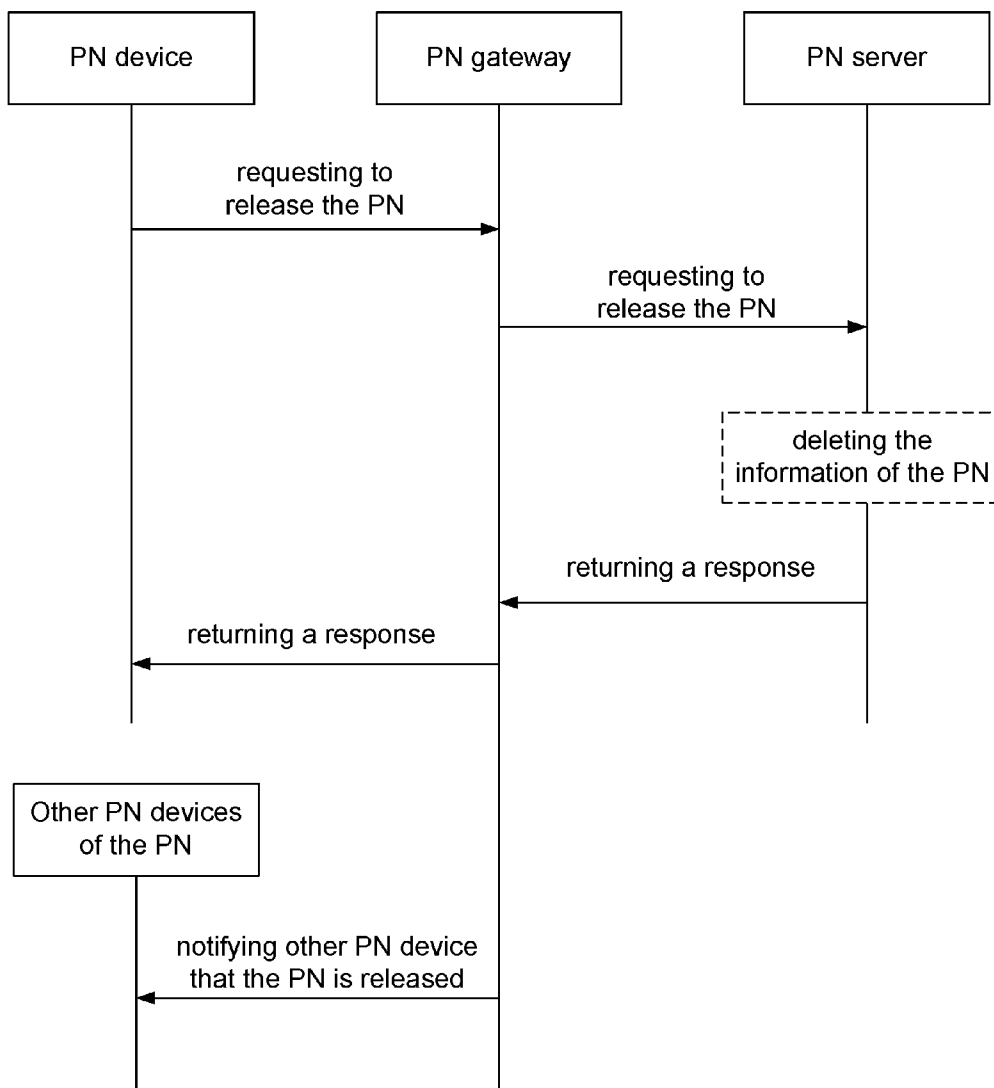 PN device
PN gateway
PN server
requesting to
release the PN
requesting to
release the PN
deleting the
information of the PN
returning a response
returning a response
Other PN devices
of the PN
notifying other PN device
that the PN is released